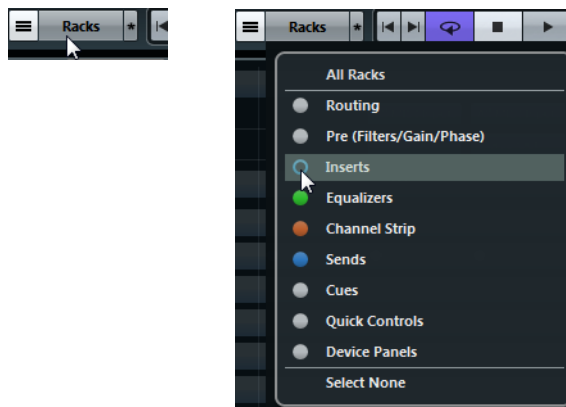 Racks *
Racks *
All Racks
Routing
Pre (Filters/Gain/Phase)
Inserts
Equalizers
Channel Strip
Sends
Cues
Quick Controls
Device Panels
Select None